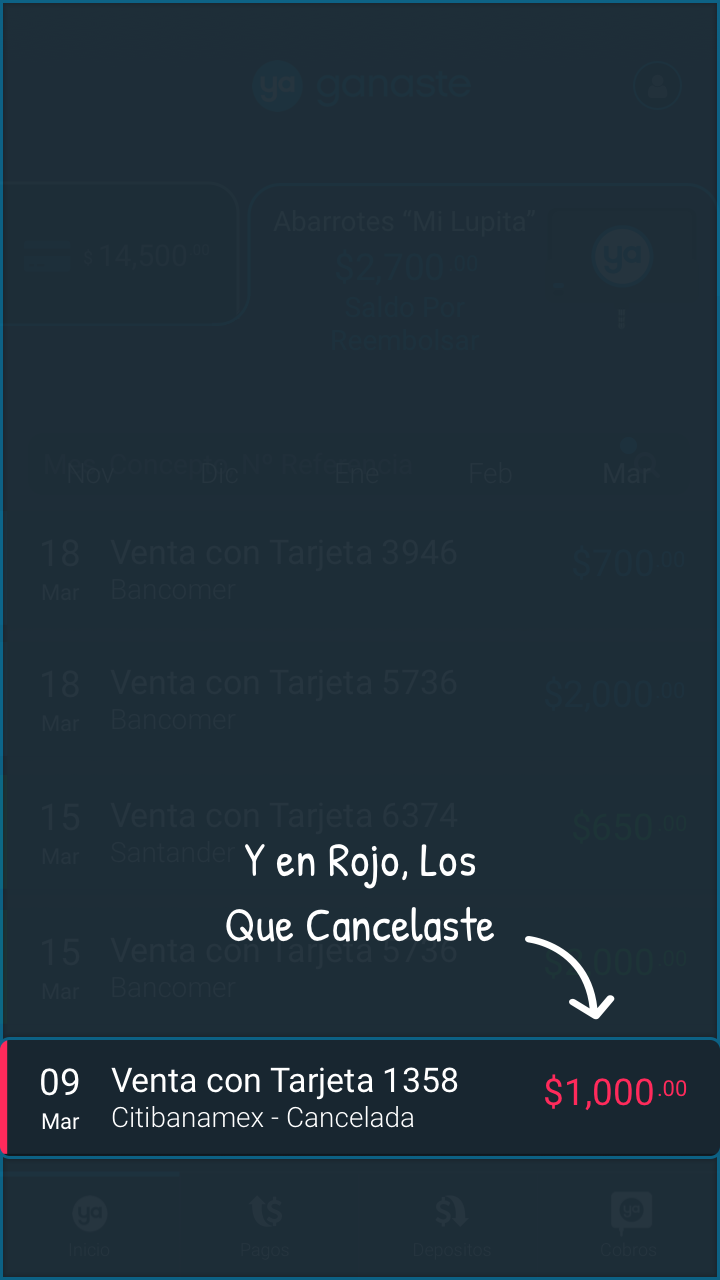 ya ganaste
$14,500.00
Abarrotes “Mi Lupita”
$2,700.00
Saldo Por
Reembolsar
ya
Mes, Concepto, Nº Referencia
Nov Dic Ene Feb Mar
18 Venta con Tarjeta 3946 $700.00
Mar Bancomer
18 Venta con Tarjeta 5736 $2,000.00
Mar Bancomer
15 Venta con Tarjeta 6374 $650.00
Mar Santander
Y en Rojo, Los
Que Cancelaste
15 Venta con Tarjeta 5736
Mar Bancomer
09 Venta con Tarjeta 1358 $1,000.00
Mar Citibanamex - Cancelada
Inicio Pagos Depósitos Cobros